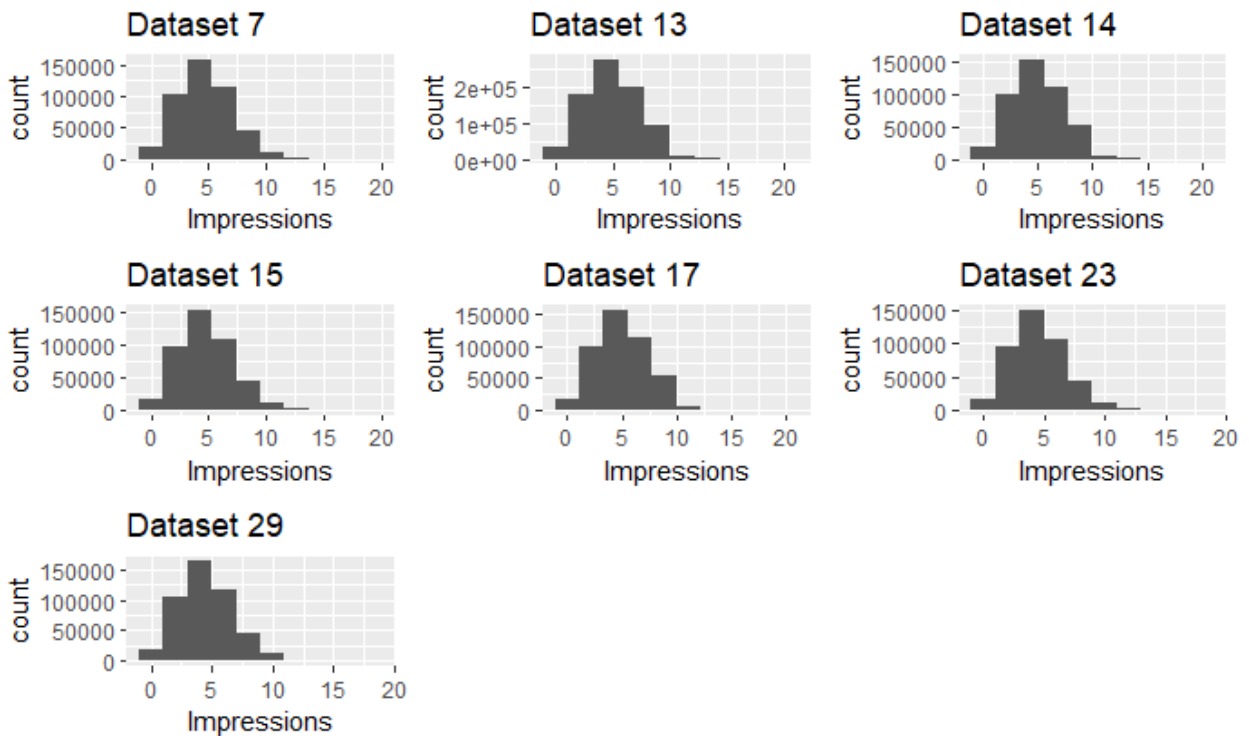 Dataset 7
150000
100000
50000
0
count
0 5 10 15 20
Impressions
Dataset 13
2e+05
1e+05
0e+00
count
0 5 10 15 20
Impressions
Dataset 14
150000
100000
50000
0
count
0 5 10 15 20
Impressions
Dataset 15
150000
100000
50000
0
count
0 5 10 15 20
Impressions
Dataset 17
150000
100000
50000
0
count
0 5 10 15 20
Impressions
Dataset 23
150000
100000
50000
0
count
0 5 10 15 20
Impressions
Dataset 29
150000
100000
50000
0
count
0 5 10 15 20
Impressions